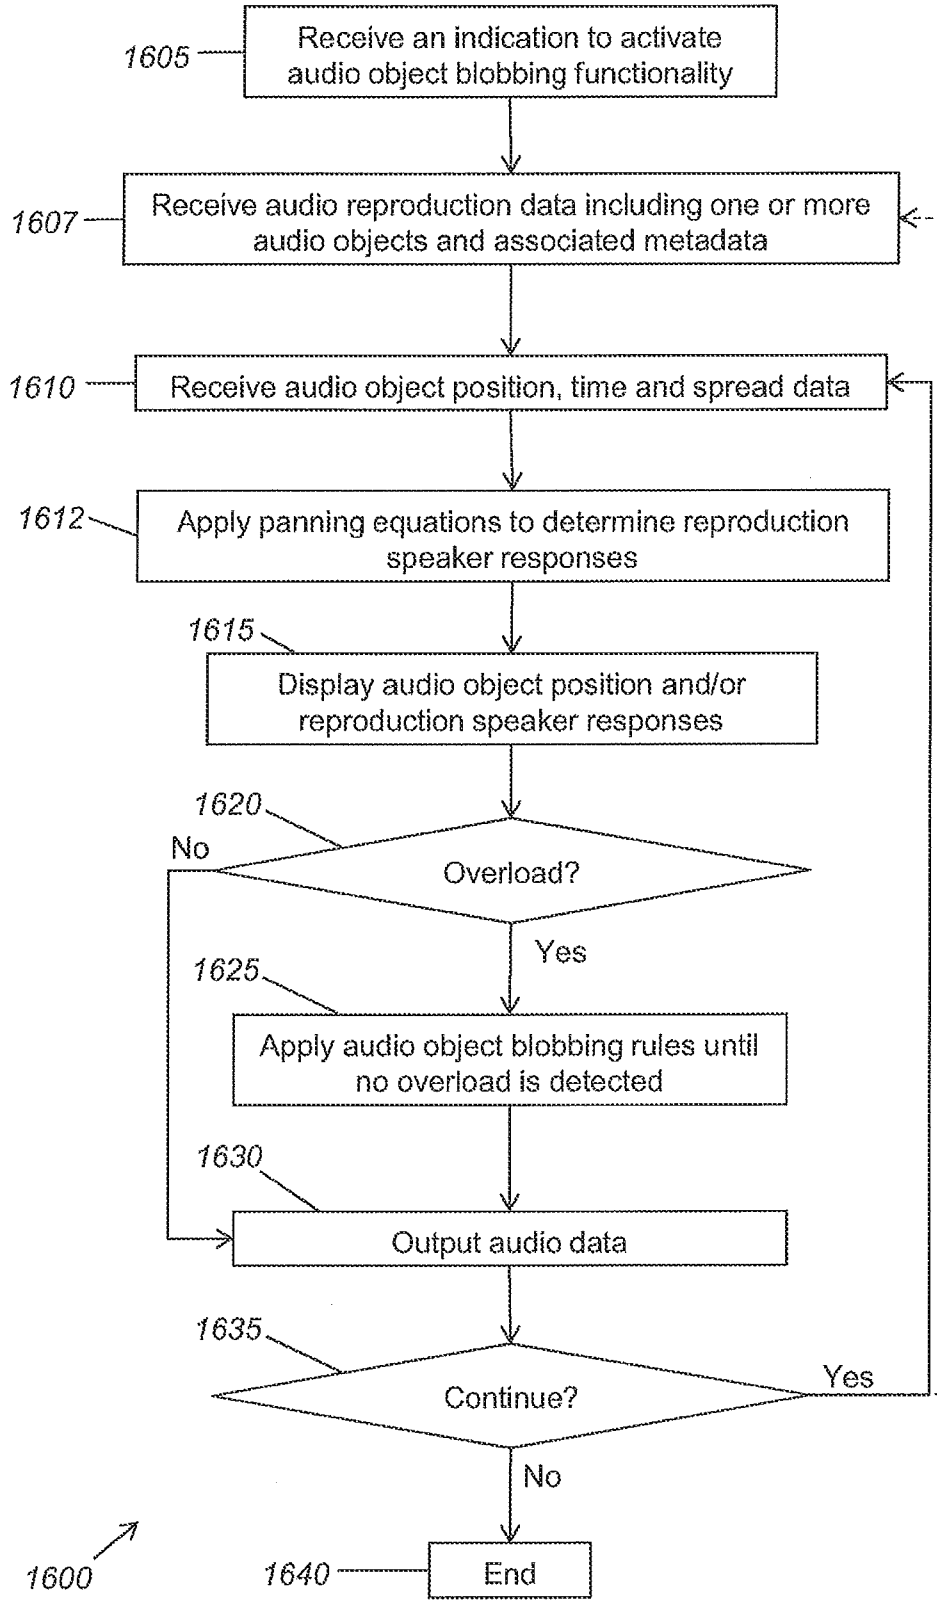 1605
Receive an indication to activate
audio object blobbing functionality
1607
Receive audio reproduction data including one or more
audio objects and associated metadata
1610
Receive audio object position, time and spread data
1612
Apply panning equations to determine reproduction
speaker responses
1615
Display audio object position and/or
reproduction speaker responses
1620
No
Overload?
Yes
1625
Apply audio object blobbing rules until
no overload is detected
1630
Output audio data
1635
Continue?
Yes
No
1600
1640
End